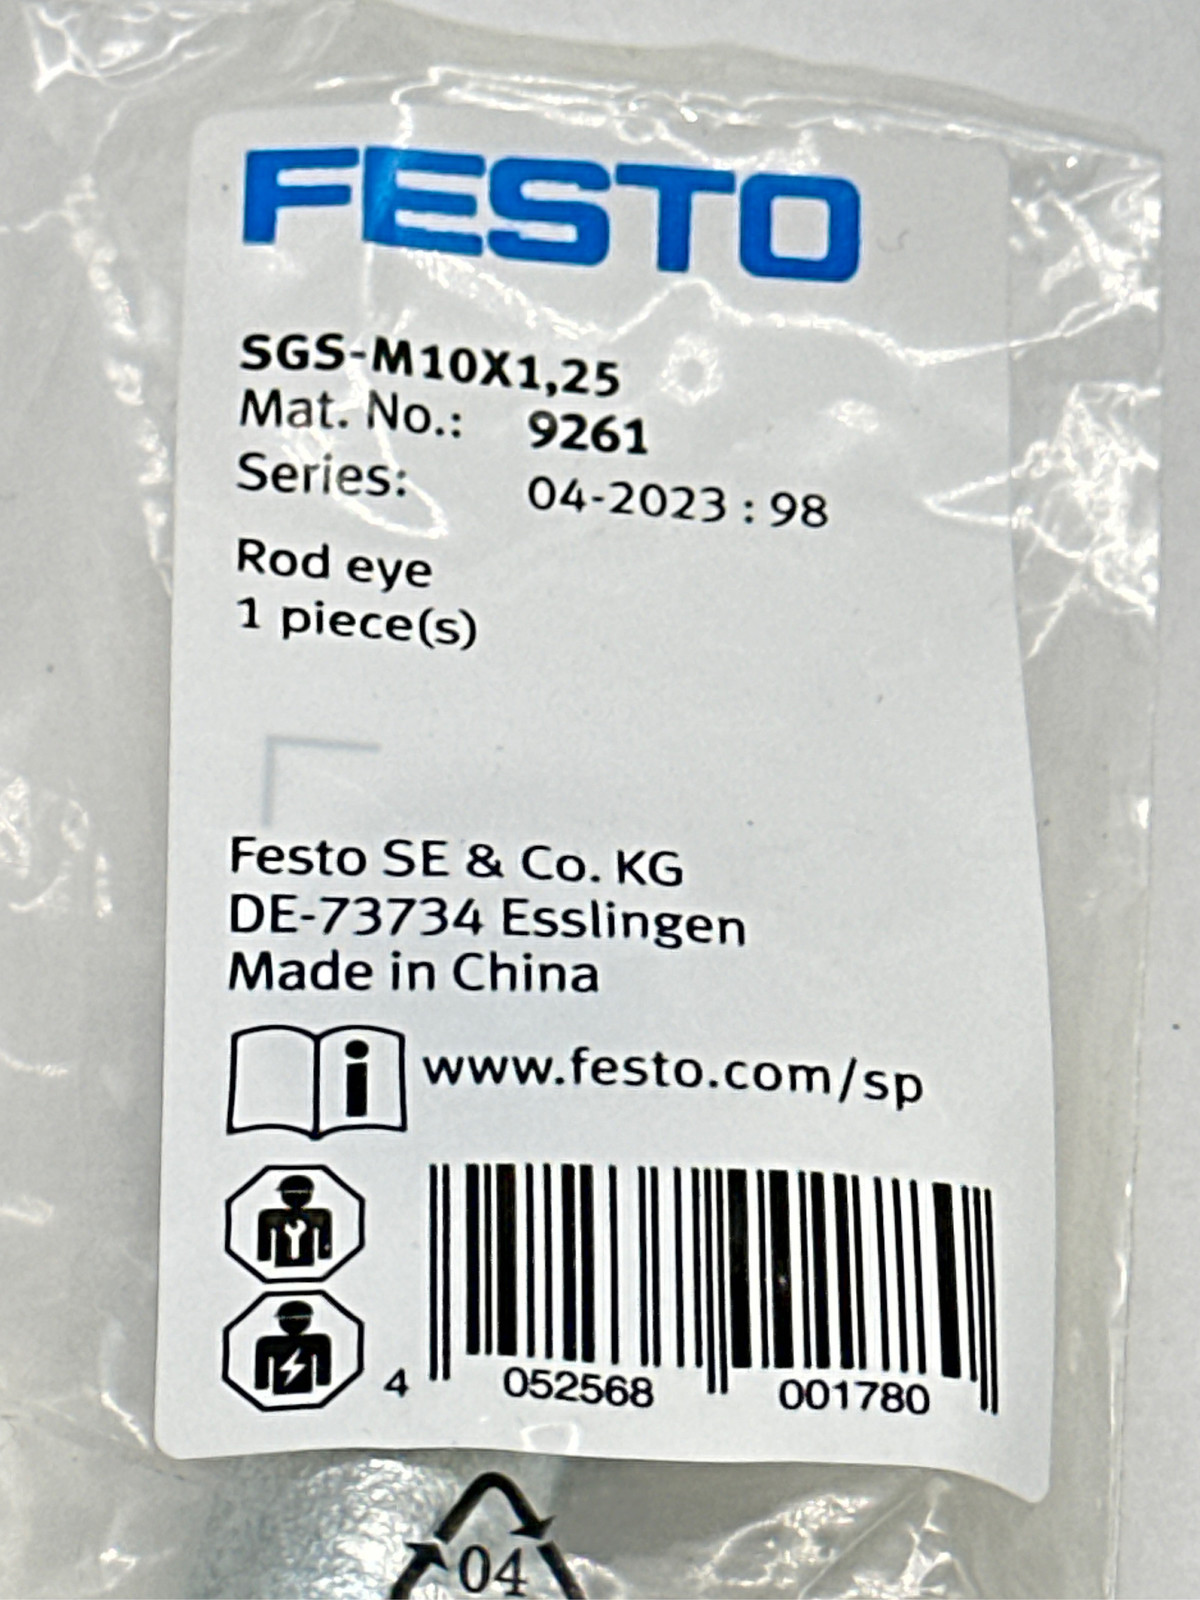 FESTO
SGS-M10X1,25
Mat. No.: 9261
Series: 04-2023 : 98
Rod eye
1 piece(s)
Festo SE & Co. KG
DE-73734 Esslingen
Made in China
i www.festo.com/sp
4 052568 001780
04